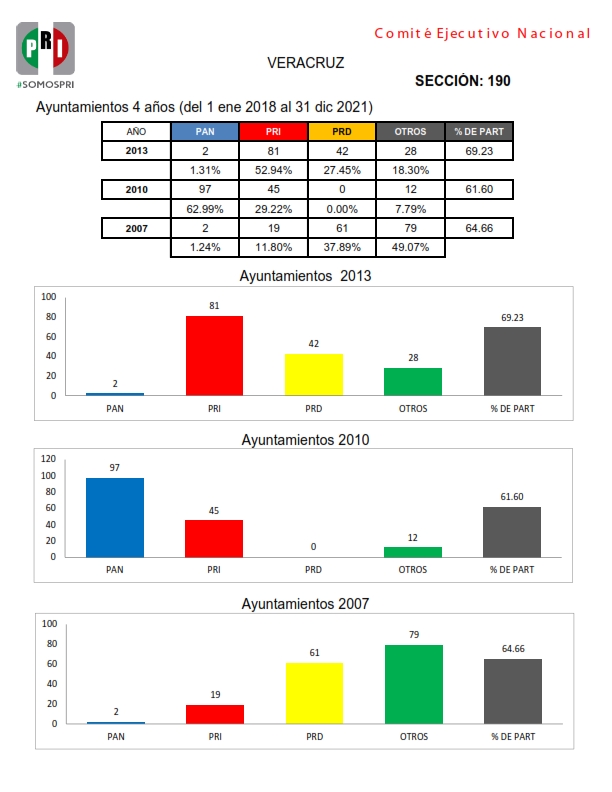 Comité Ejecutivo Nacional
PRI
#SOMOSPRI
VERACRUZ
SECCIÓN: 190
Ayuntamientos 4 años (del 1 ene 2018 al 31 dic 2021)
AÑO PAN PRI PRD OTROS % DE PART
2013 2 81 42 28 69.23
1.31% 52.94% 27.45% 18.30%
2010 97 45 0 12 61.60
62.99% 29.22% 0.00% 7.79%
2007 2 19 61 79 64.66
1.24% 11.80% 37.89% 49.07%
Ayuntamientos 2013
100
80
60
40
20
0
2 81 42 28 69.23
PAN PRI PRD OTROS % DE PART
Ayuntamientos 2010
120
100
80
60
40
20
0
97 45 0 12 61.60
PAN PRI PRD OTROS % DE PART
Ayuntamientos 2007
100
80
60
40
20
0
2 19 61 79 64.66
PAN PRI PRD OTROS % DE PART